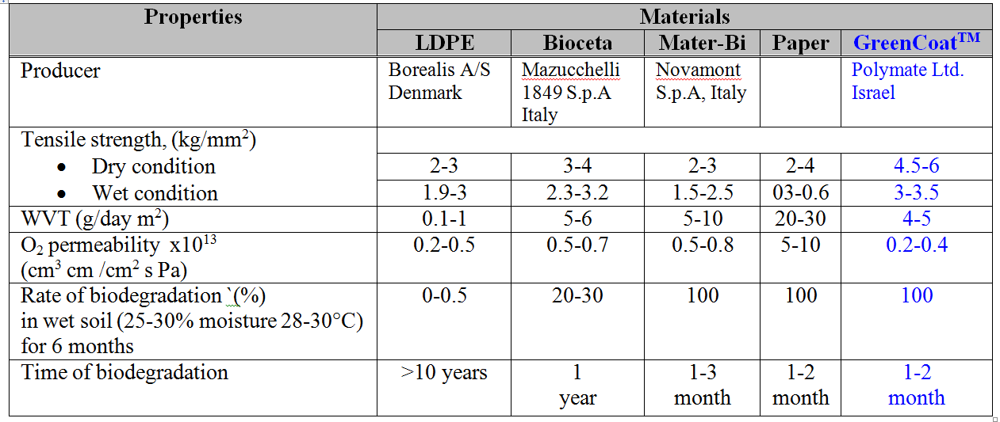 Properties Materials
LDPE Bioceta Mater-Bi Paper GreenCoat™
Producer Borealis A/S Mazucchelli Novamont Polymate Ltd.
Denmark 1849 S.p.A S.p.A, Italy Israel
Italy
Tensile strength, (kg/mm²)
• Dry condition 2-3 3-4 2-3 2-4 4.5-6
• Wet condition 1.9-3 2.3-3.2 1.5-2.5 03-0.6 3-3.5
WVT (g/day m²) 0.1-1 5-6 5-10 20-30 4-5
O₂ permeability x10¹³ 0.2-0.5 0.5-0.7 0.5-0.8 5-10 0.2-0.4
(cm³ cm /cm² s Pa)
Rate of biodegradation `(%) 0-0.5 20-30 100 100 100
in wet soil (25-30% moisture 28-30°C)
for 6 months
Time of biodegradation >10 years 1 1-3 1-2 1-2
year month month month